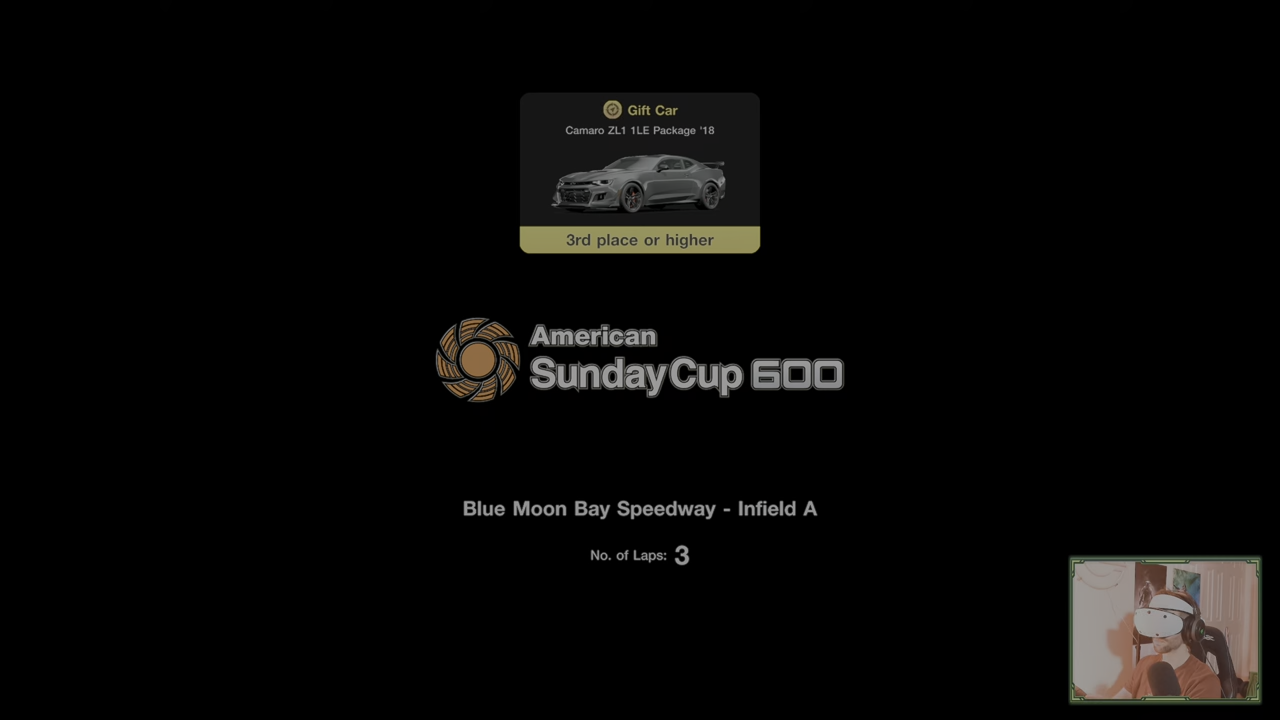 Gift Car
Camaro ZL1 1LE Package '18
3rd place or higher
American
SundayCup 600
Blue Moon Bay Speedway - Infield A
No. of Laps: 3